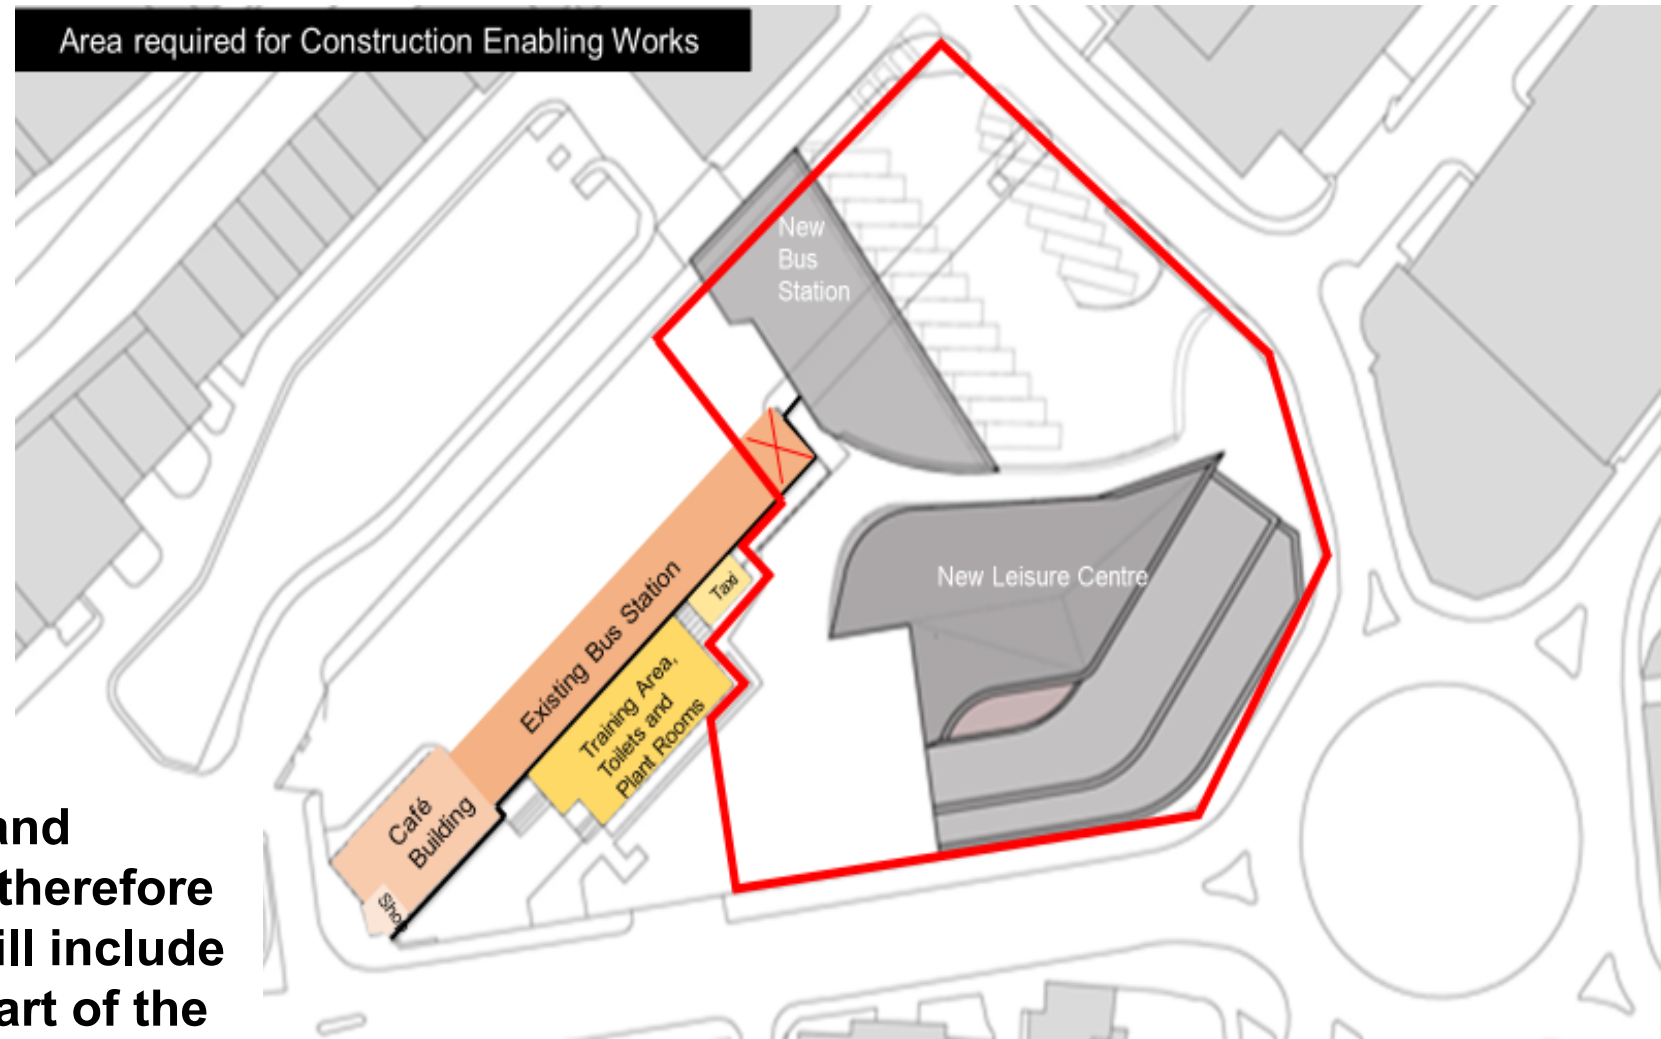 Area required for Construction Enabling Works
New
Bus
Station
New Leisure Centre
Existing Bus Station
Taxi
Training Area,
Toilets and
Plant Rooms
Café
Building
Sho
and
therefore
ill include
art of the